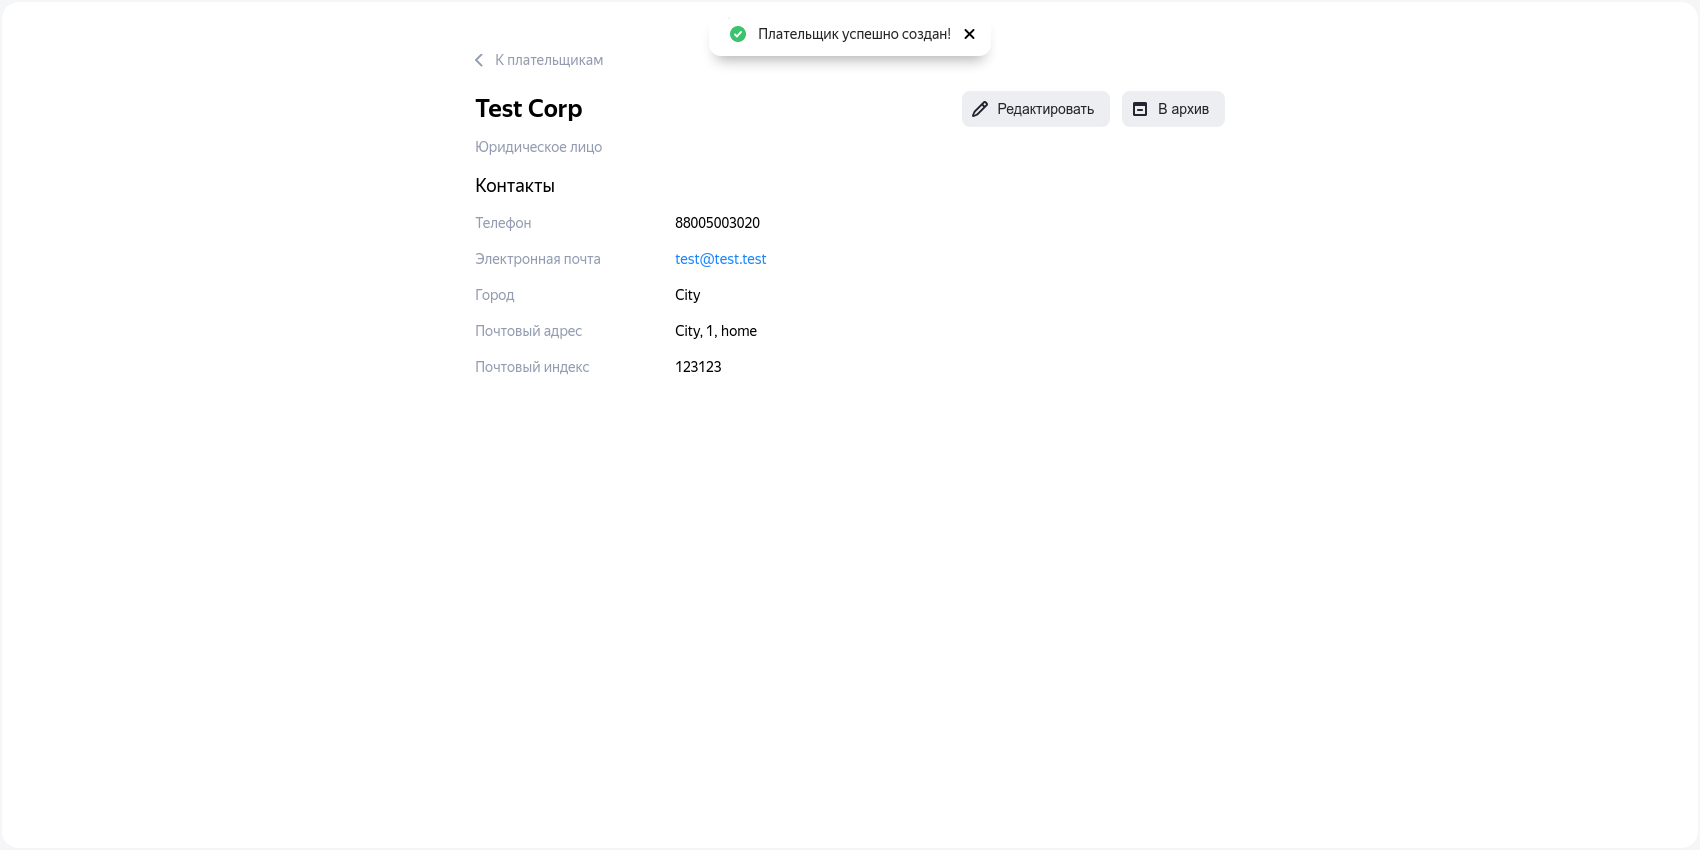 Плательщик успешно создан!
К плательщикам
Test Corp
Редактировать
В архив
Юридическое лицо
Контакты
Телефон 88005003020
Электронная почта test@test.test
Город City
Почтовый адрес City, 1, home
Почтовый индекс 123123